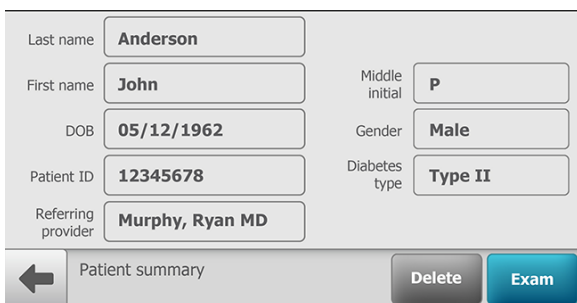 Last name Anderson
First name John Middle initial P
DOB 05/12/1962 Gender Male
Patient ID 12345678 Diabetes type Type II
Referring provider Murphy, Ryan MD
Patient summary Delete Exam